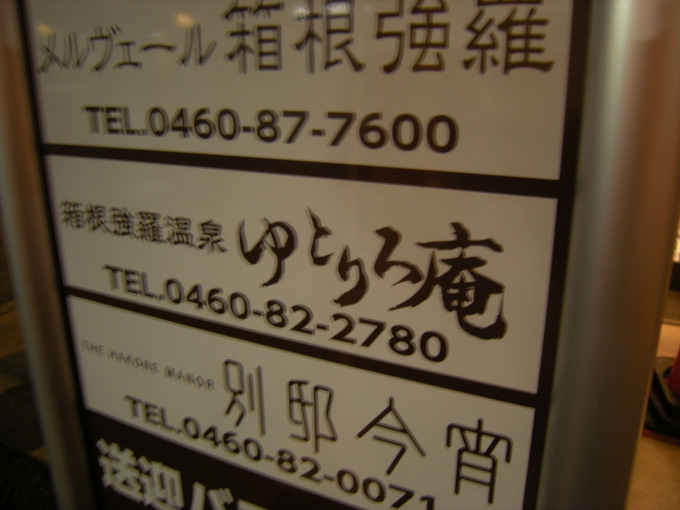 メルヴェール箱根強羅
TEL.0460-87-7600
箱根強羅温泉 ゆとりろ庵
TEL.0460-82-2780
THE HAKONE MANOR 別邸今宵
TEL.0460-82-0071
送迎バス